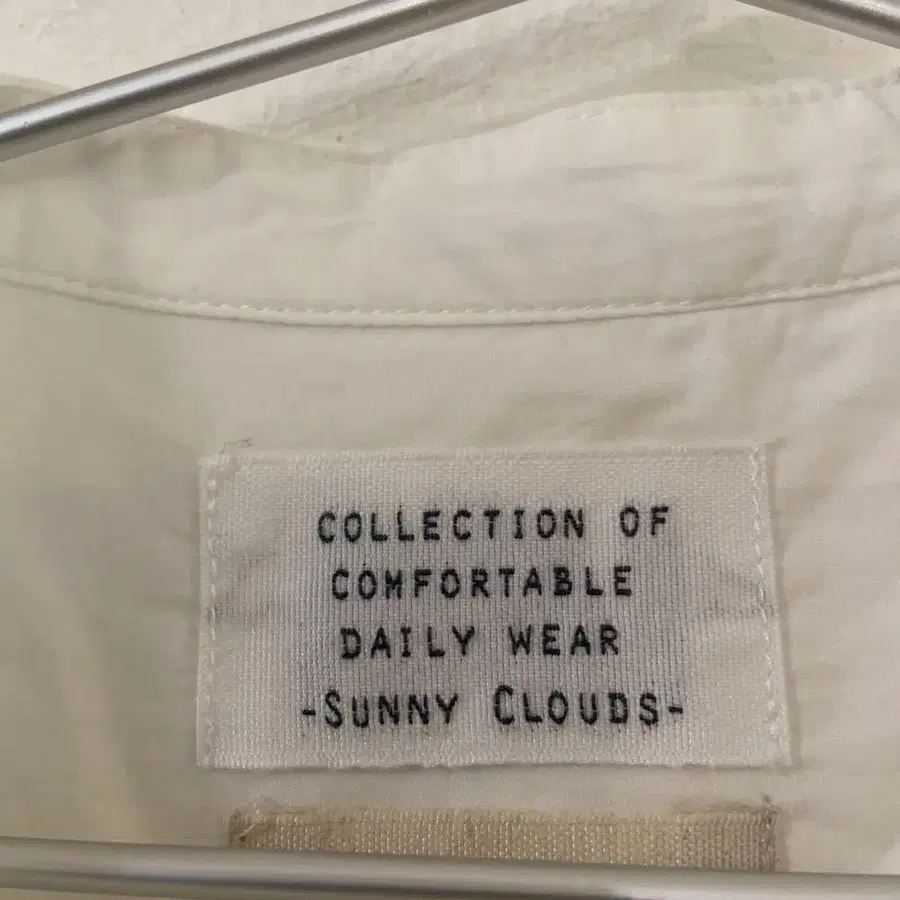 COLLECTION OF
COMFORTABLE
DAILY WEAR
-SUNNY CLOUDS-